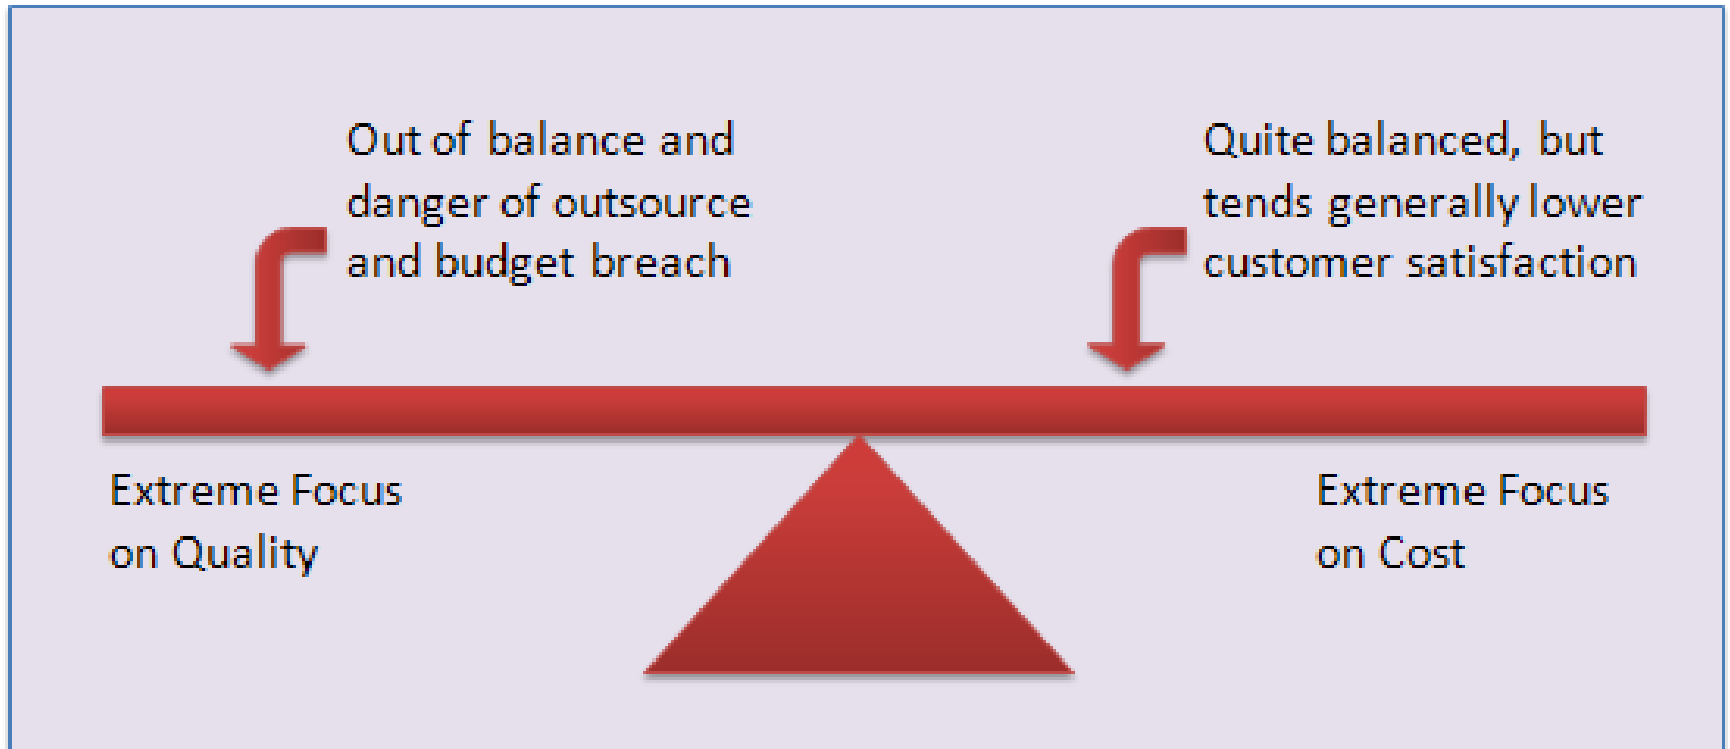 Out of balance and
danger of outsource
and budget breach
Quite balanced, but
tends generally lower
customer satisfaction
Extreme Focus
on Quality
Extreme Focus
on Cost